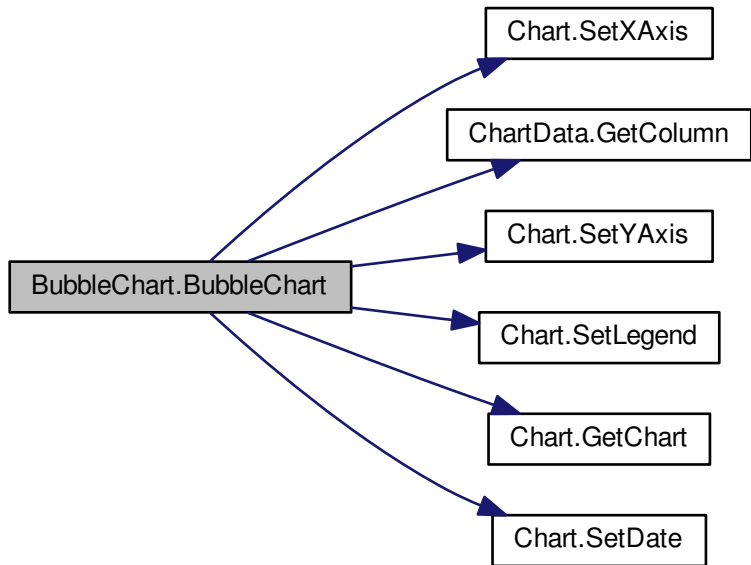 Chart.SetXAxis
ChartData.GetColumn
Chart.SetYAxis
BubbleChart.BubbleChart
Chart.SetLegend
Chart.GetChart
Chart.SetDate